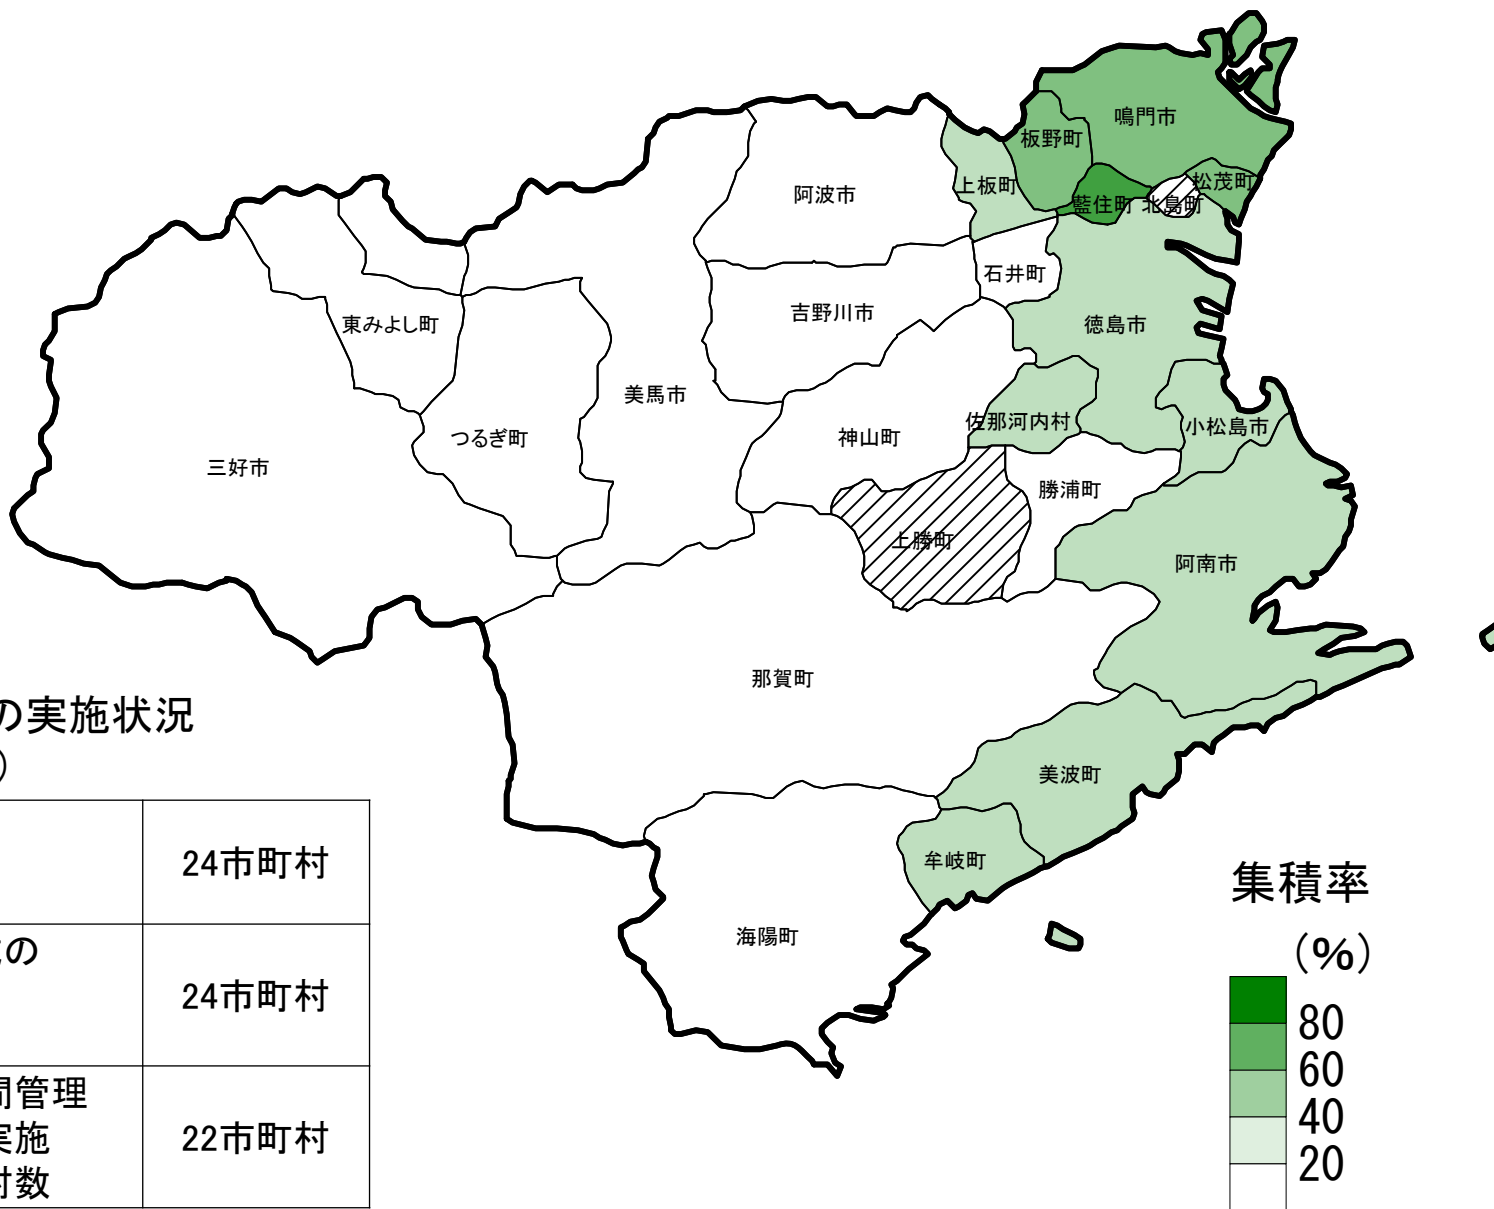 鳴門市
板野町
松茂町
上板町
阿波市
藍住町
北島町
石井町
吉野川市
徳島市
東みよし町
美馬市
佐那河内村
小松島市
つるぎ町
神山町
三好市
勝浦町
上勝町
阿南市
那賀町
美波町
牟岐町
海陽町
の実施状況
）
24市町村
の
24市町村
間管理
実施
村数
22市町村
集積率
（%）
80
60
40
20